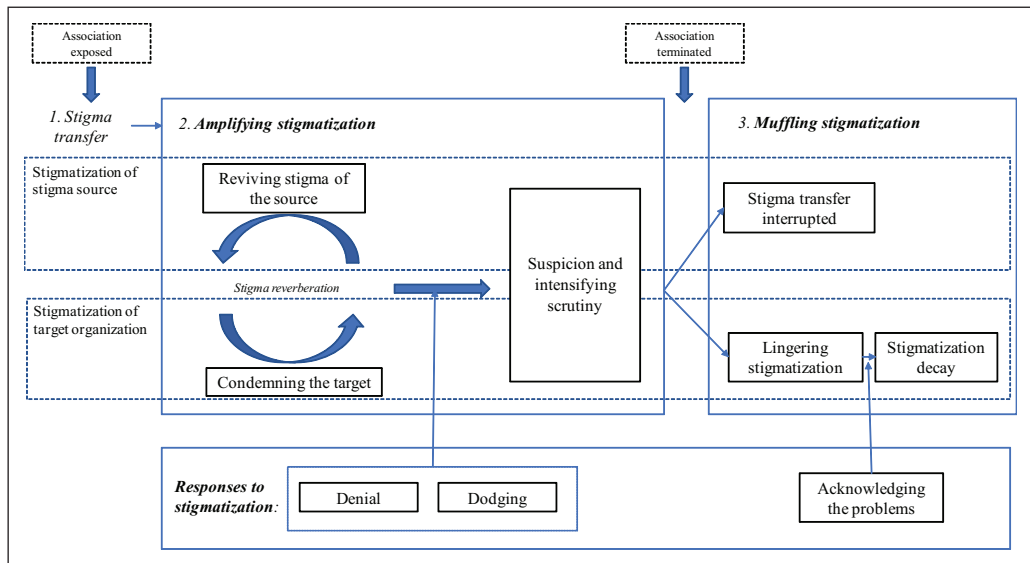 Association
exposed
Association
terminated
1. Stigma
transfer
2. Amplifying stigmatization
3. Muffling stigmatization
Stigmatization of
stigma source
Reviving stigma of
the source
Stigma transfer
interrupted
Suspicion and
intensifying
scrutiny
Stigma reverberation
Stigmatization of
target organization
Condemning the target
Lingering
stigmatization
Stigmatization
decay
Responses to
stigmatization:
Denial
Dodging
Acknowledging
the problems